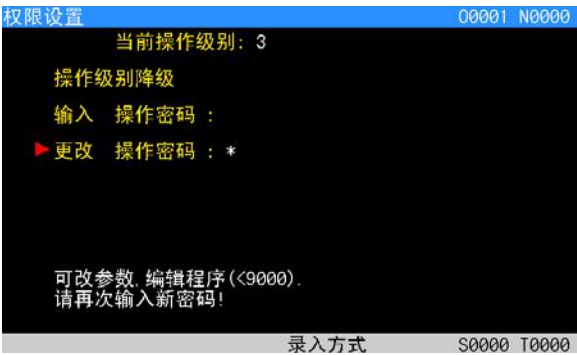 权限设置 O0001 N0000
当前操作级别: 3
操作级别降级
输入 操作密码 :
更改 操作密码 : *
可改参数,编辑程序(<9000).
请再次输入新密码!
录入方式 S0000 T0000